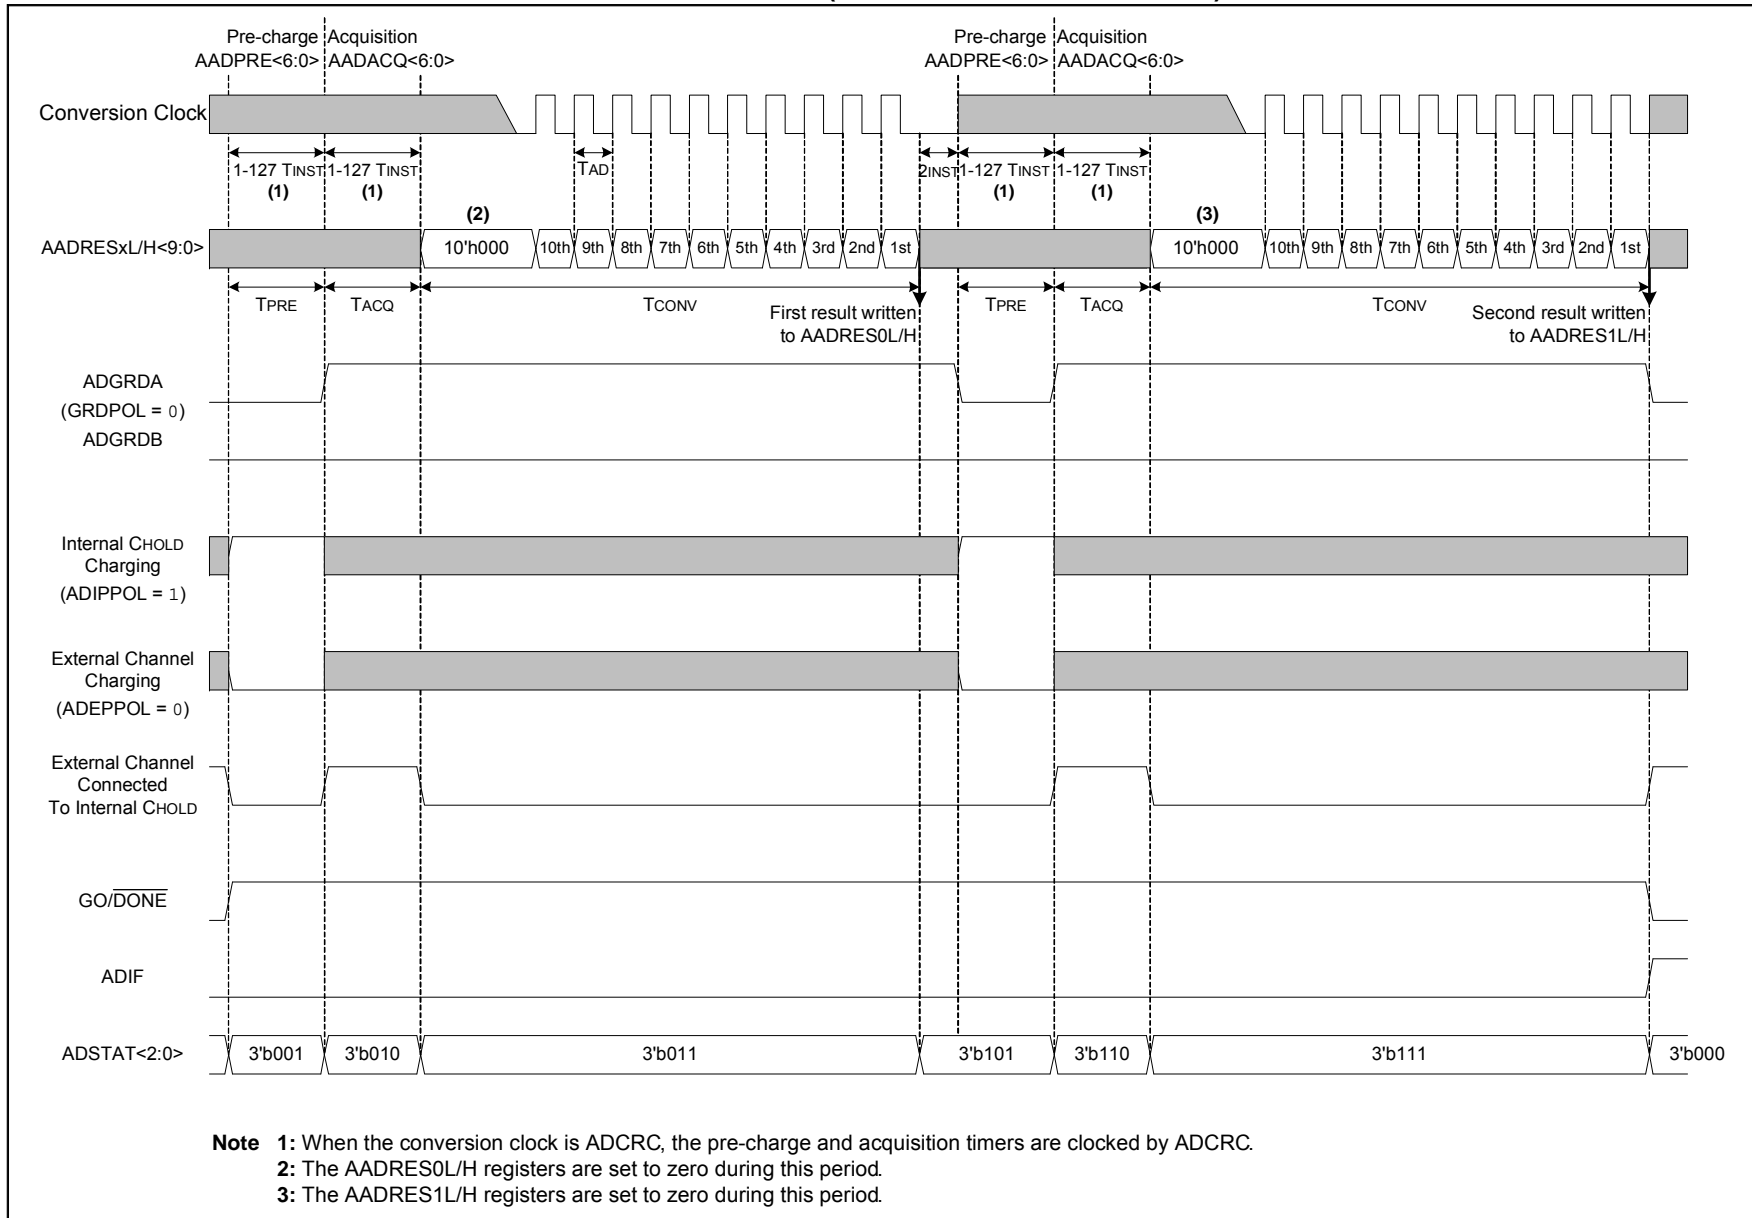 Pre-charge Acquisition Pre-charge Acquisition
AADPRE<6:0> AADACQ<6:0> AADPRE<6:0> AADACQ<6:0>
Conversion Clock
1-127 TINST 1-127 TINST TAD 2INST 1-127 TINST 1-127 TINST
(1) (1) (1) (1)
(2) (3)
AADRESxL/H<9:0> 10'h000 10th 9th 8th 7th 6th 5th 4th 3rd 2nd 1st 10'h000 10th 9th 8th 7th 6th 5th 4th 3rd 2nd 1st
TPRE TACQ TCONV TPRE TACQ TCONV
First result written Second result written
to AADRES0L/H to AADRES1L/H
ADGRDA
(GRDPOL = 0)
ADGRDB
Internal CHOLD
Charging
(ADIPPOL = 1)
External Channel
Charging
(ADEPPOL = 0)
External Channel
Connected
To Internal CHOLD
GO/DONE
ADIF
ADSTAT<2:0> 3'b001 3'b010 3'b011 3'b101 3'b110 3'b111 3'b000
Note 1: When the conversion clock is ADCRC, the pre-charge and acquisition timers are clocked by ADCRC.
2: The AADRES0L/H registers are set to zero during this period.
3: The AADRES1L/H registers are set to zero during this period.